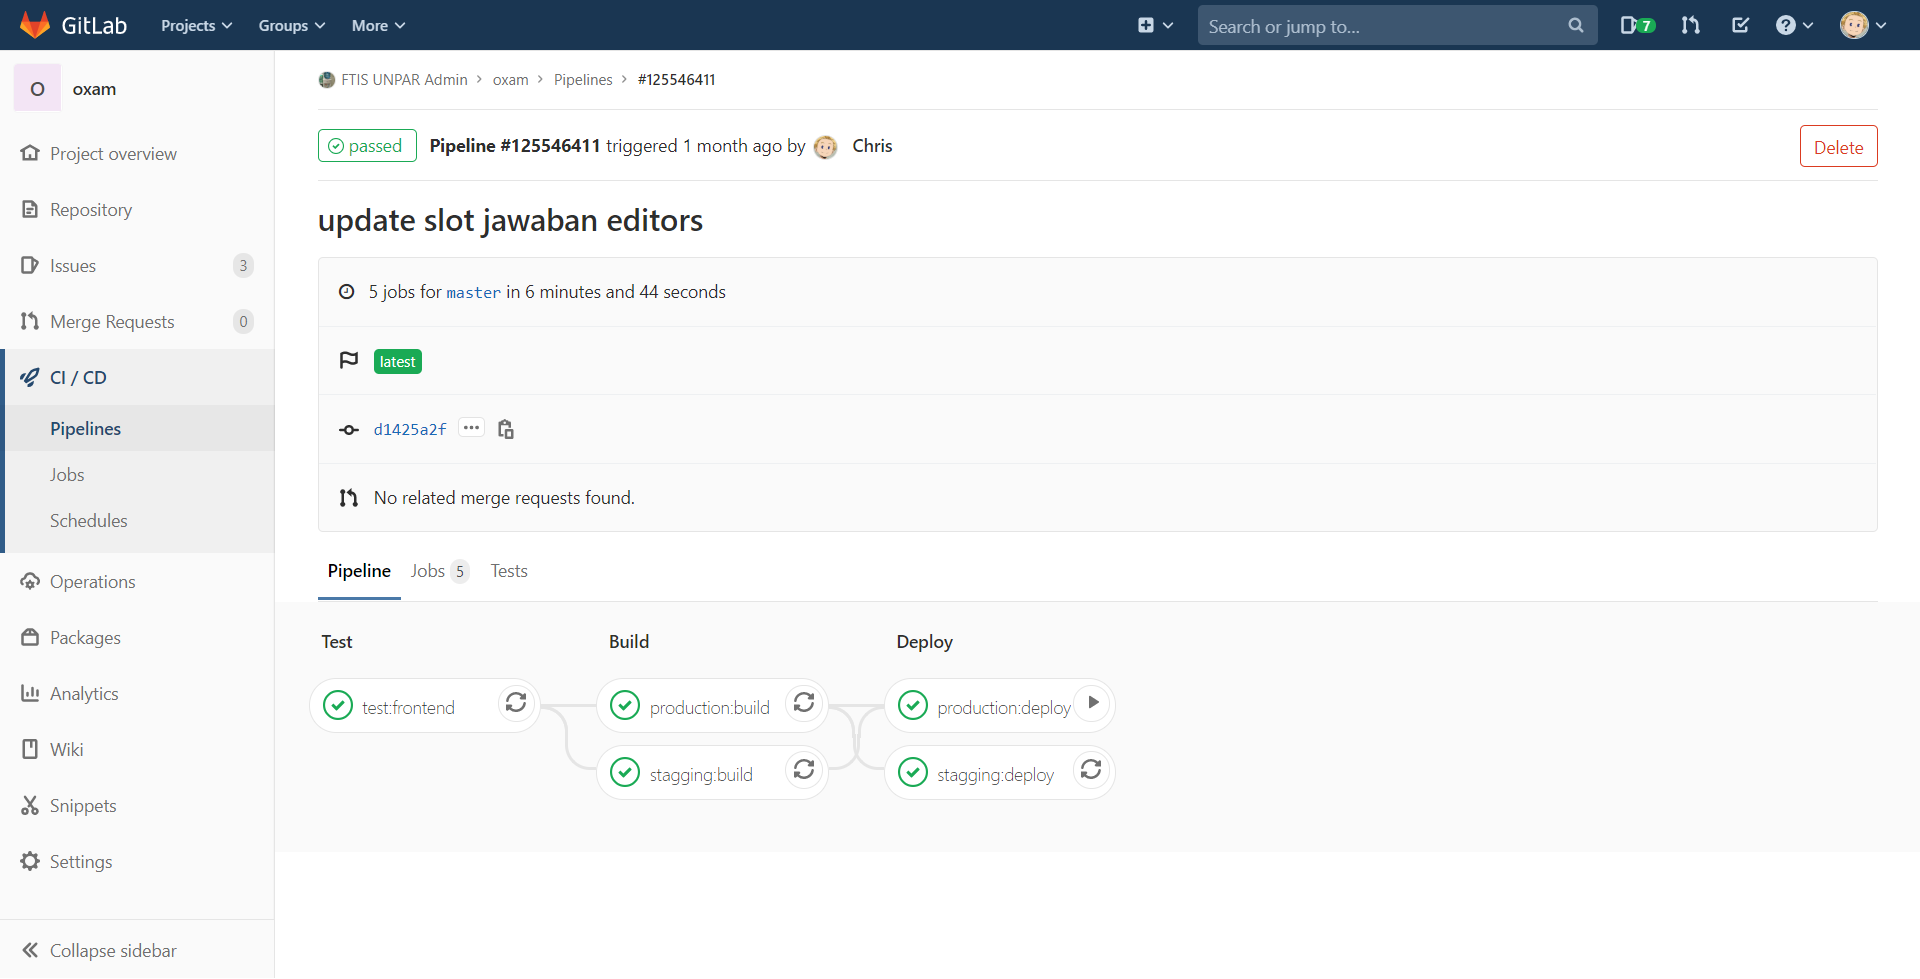 GitLab Projects Groups More Search or jump to... 7
O oxam
Project overview
Repository
Issues 3
Merge Requests 0
CI / CD
Pipelines
Jobs
Schedules
Operations
Packages
Analytics
Wiki
Snippets
Settings
Collapse sidebar
FTIS UNPAR Admin > oxam > Pipelines > #125546411
passed Pipeline #125546411 triggered 1 month ago by Chris Delete
update slot jawaban editors
5 jobs for master in 6 minutes and 44 seconds
latest
d1425a2f ...
No related merge requests found.
Pipeline Jobs 5 Tests
Test Build Deploy
test:frontend production:build production:deploy
stagging:build stagging:deploy